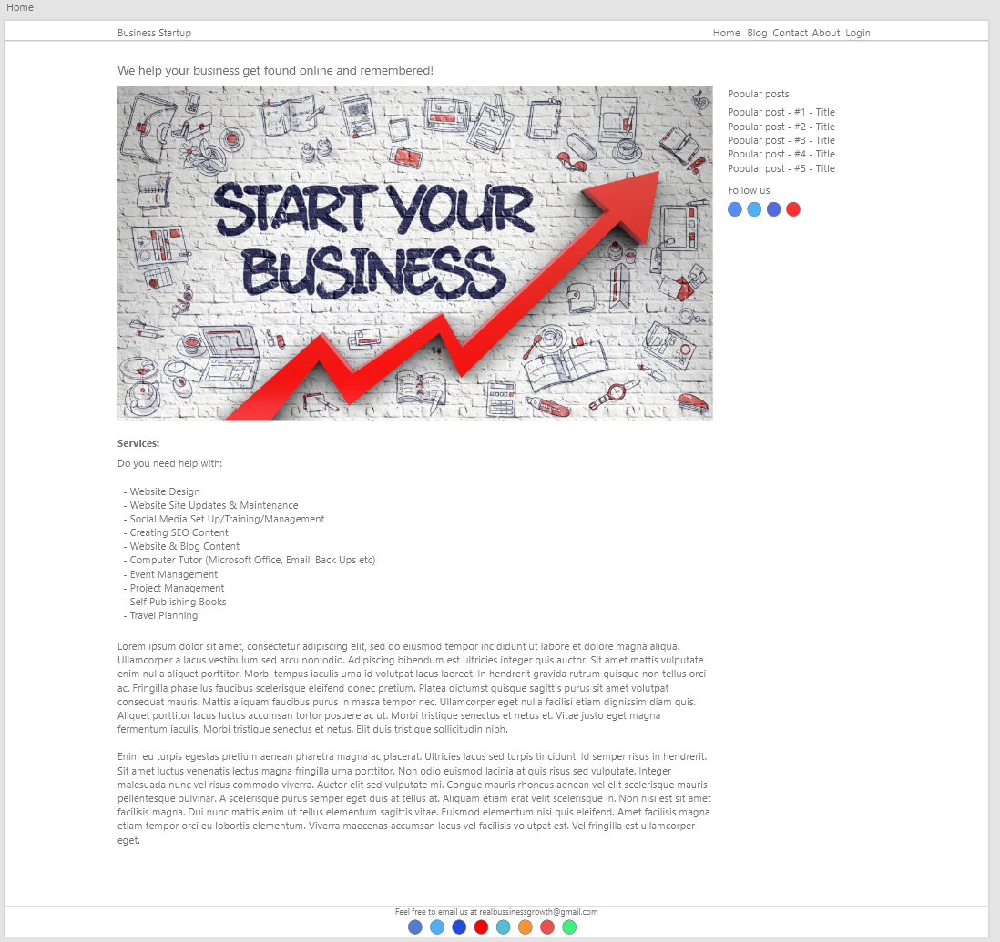 Home
Business Startup
Home Blog Contact About Login
We help your business get found online and remembered!
START YOUR
BUSINESS
Popular posts
Popular post - #1 - Title
Popular post - #2 - Title
Popular post - #3 - Title
Popular post - #4 - Title
Popular post - #5 - Title
Follow us
Services:
Do you need help with:
- Website Design
- Website Site Updates & Maintenance
- Social Media Set Up/Training/Management
- Creating SEO Content
- Website & Blog Content
- Computer Tutor (Microsoft Office, Email, Back Ups etc)
- Event Management
- Project Management
- Self Publishing Books
- Travel Planning
Lorem ipsum dolor sit amet, consectetur adipiscing elit, sed do eiusmod tempor incididunt ut labore et dolore magna aliqua.
Ullamcorper a lacus vestibulum sed arcu non odio. Adipiscing bibendum est ultricies integer quis auctor. Sit amet mattis vulputate
enim nulla aliquet porttitor. Morbi tempus iaculis urna id volutpat lacus laoreet. In hendrerit gravida rutrum quisque non tellus orci
ac. Fringilla phasellus faucibus scelerisque eleifend donec pretium. Platea dictumst quisque sagittis purus sit amet volutpat
consequat mauris. Mattis aliquam faucibus purus in massa tempor nec. Ullamcorper eget nulla facilisi etiam dignissim diam quis.
Aliquet porttitor lacus luctus accumsan tortor posuere ac ut. Morbi tristique senectus et netus et. Vitae justo eget magna
fermentum iaculis. Morbi tristique senectus et netus. Elit duis tristique sollicitudin nibh.
Enim eu turpis egestas pretium aenean pharetra magna ac placerat. Ultricies lacus sed turpis tincidunt. Id semper risus in hendrerit.
Sit amet luctus venenatis lectus magna fringilla urna porttitor. Non odio euismod lacinia at quis risus sed vulputate. Integer
malesuada nunc vel risus commodo viverra. Auctor elit sed vulputate mi. Congue mauris rhoncus aenean vel elit scelerisque mauris
pellentesque pulvinar. A scelerisque purus semper eget duis at tellus at. Aliquam etiam erat velit scelerisque in. Non nisi est sit amet
facilisis magna. Dui nunc mattis enim ut tellus elementum sagittis vitae. Euismod elementum nisi quis eleifend. Amet facilisis magna
etiam tempor orci eu lobortis elementum. Viverra maecenas accumsan lacus vel facilisis volutpat est. Vel fringilla est ullamcorper
eget.
Feel free to email us at realbussinessgrowth@gmail.com